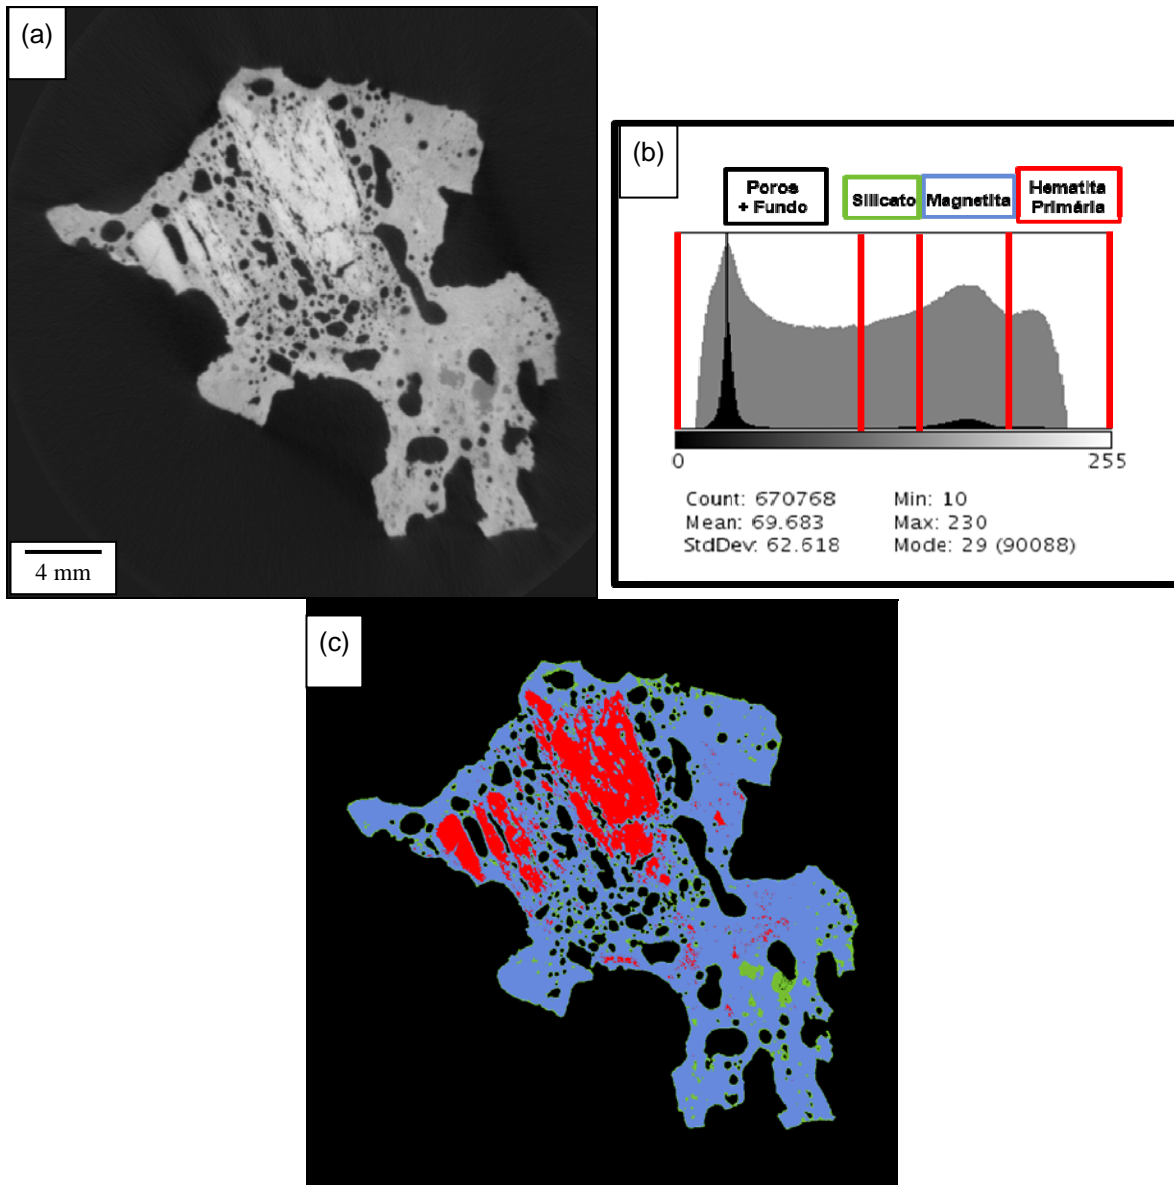 (a)
4 mm
(b)
Poros
+ Fundo
Silicato
Magnetita
Hematita
Primária
0
255
Count: 670768
Min: 10
Mean: 69.683
Max: 230
StdDev: 62.618
Mode: 29 (90088)
(c)